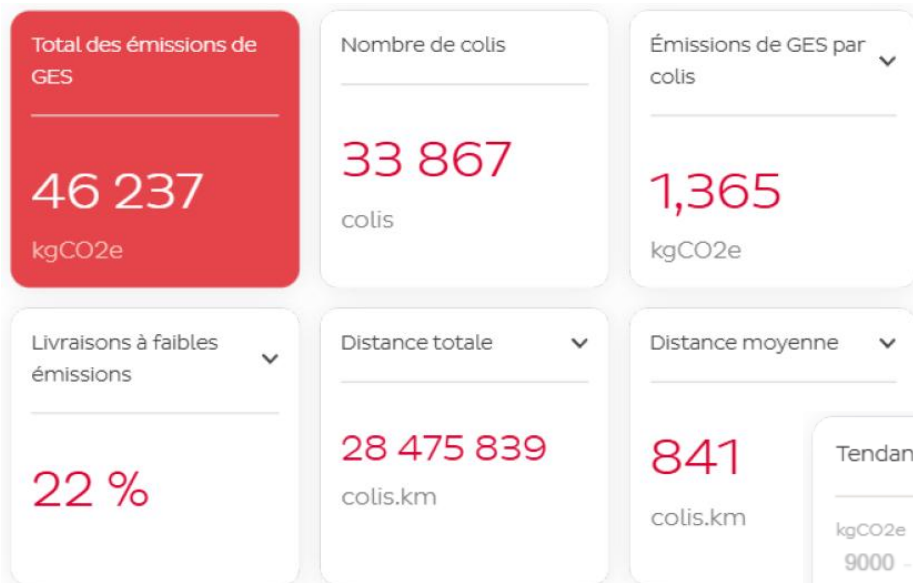 Total des émissions de
GES
46 237
kgCO2e
Nombre de colis
33 867
colis
Émissions de GES par
colis
1,365
kgCO2e
Livraisons à faibles
émissions
22 %
Distance totale
28 475 839
colis.km
Distance moyenne
841
colis.km
Tendan
kgCO2e
9000